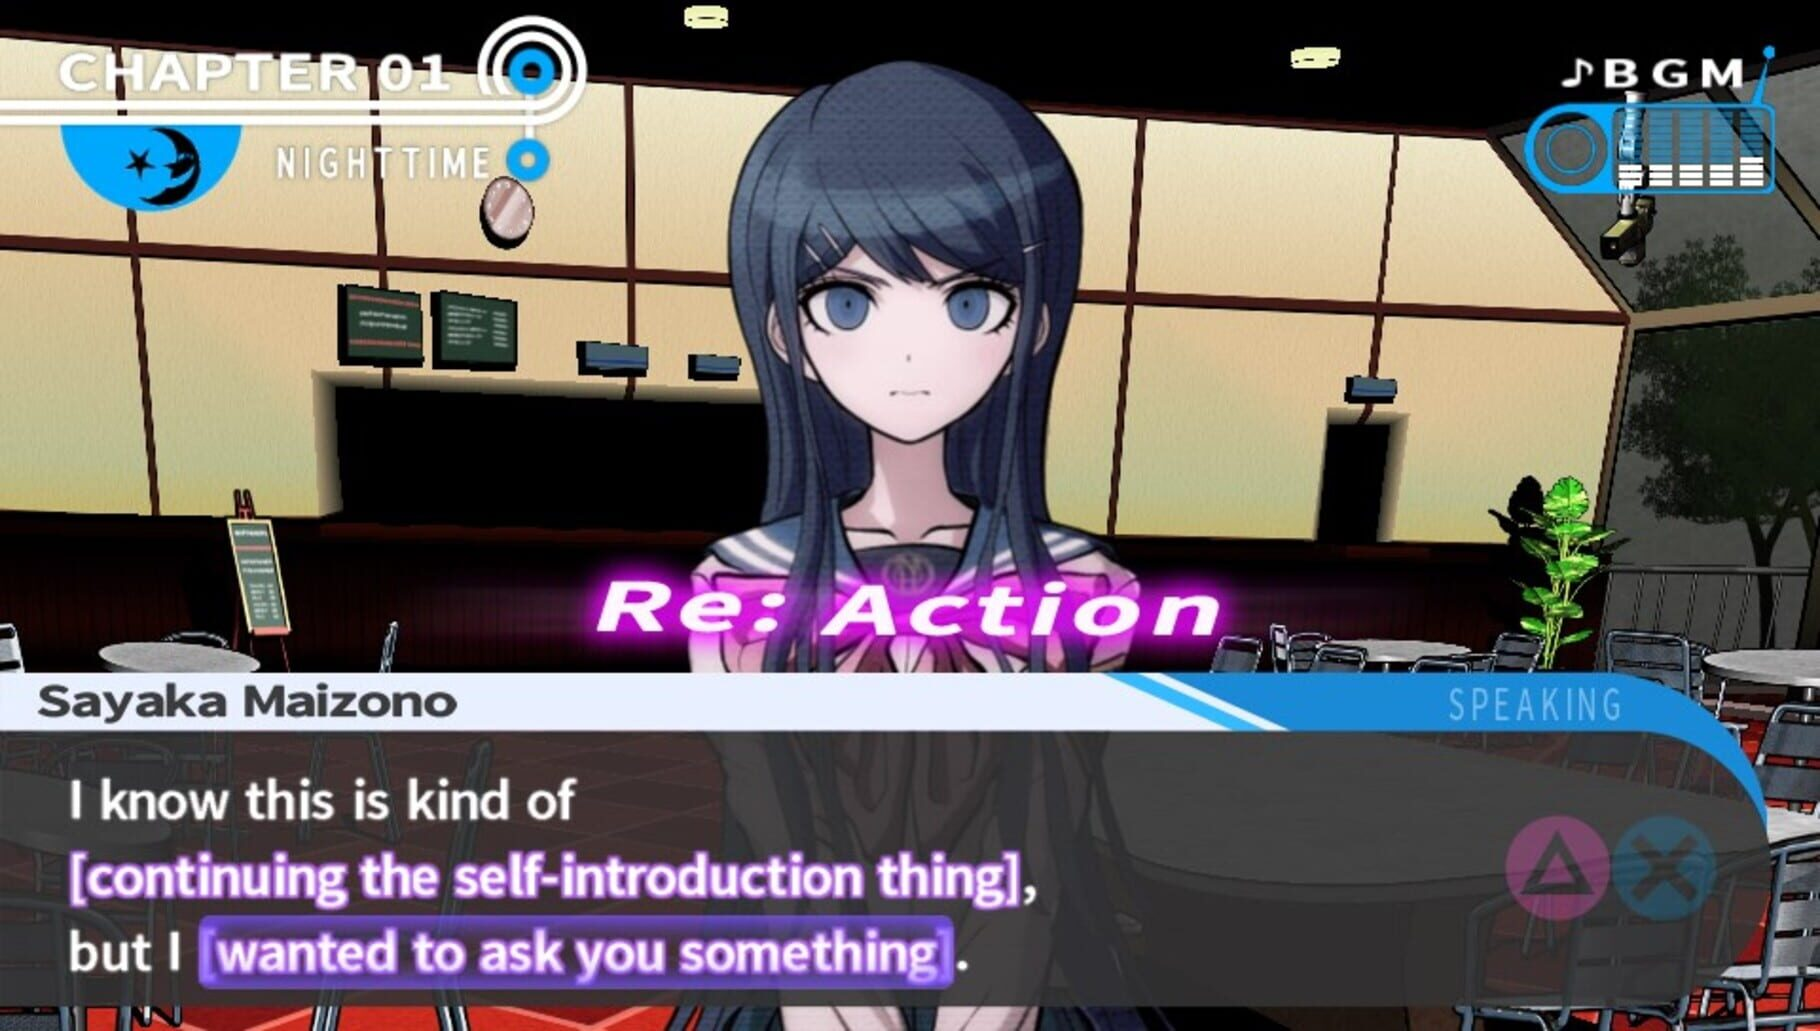 CHAPTER 01
♪BGM
NIGHTTIME
Re: Action
Sayaka Maizono
SPEAKING
I know this is kind of
[continuing the self-introduction thing],
but I [wanted to ask you something].